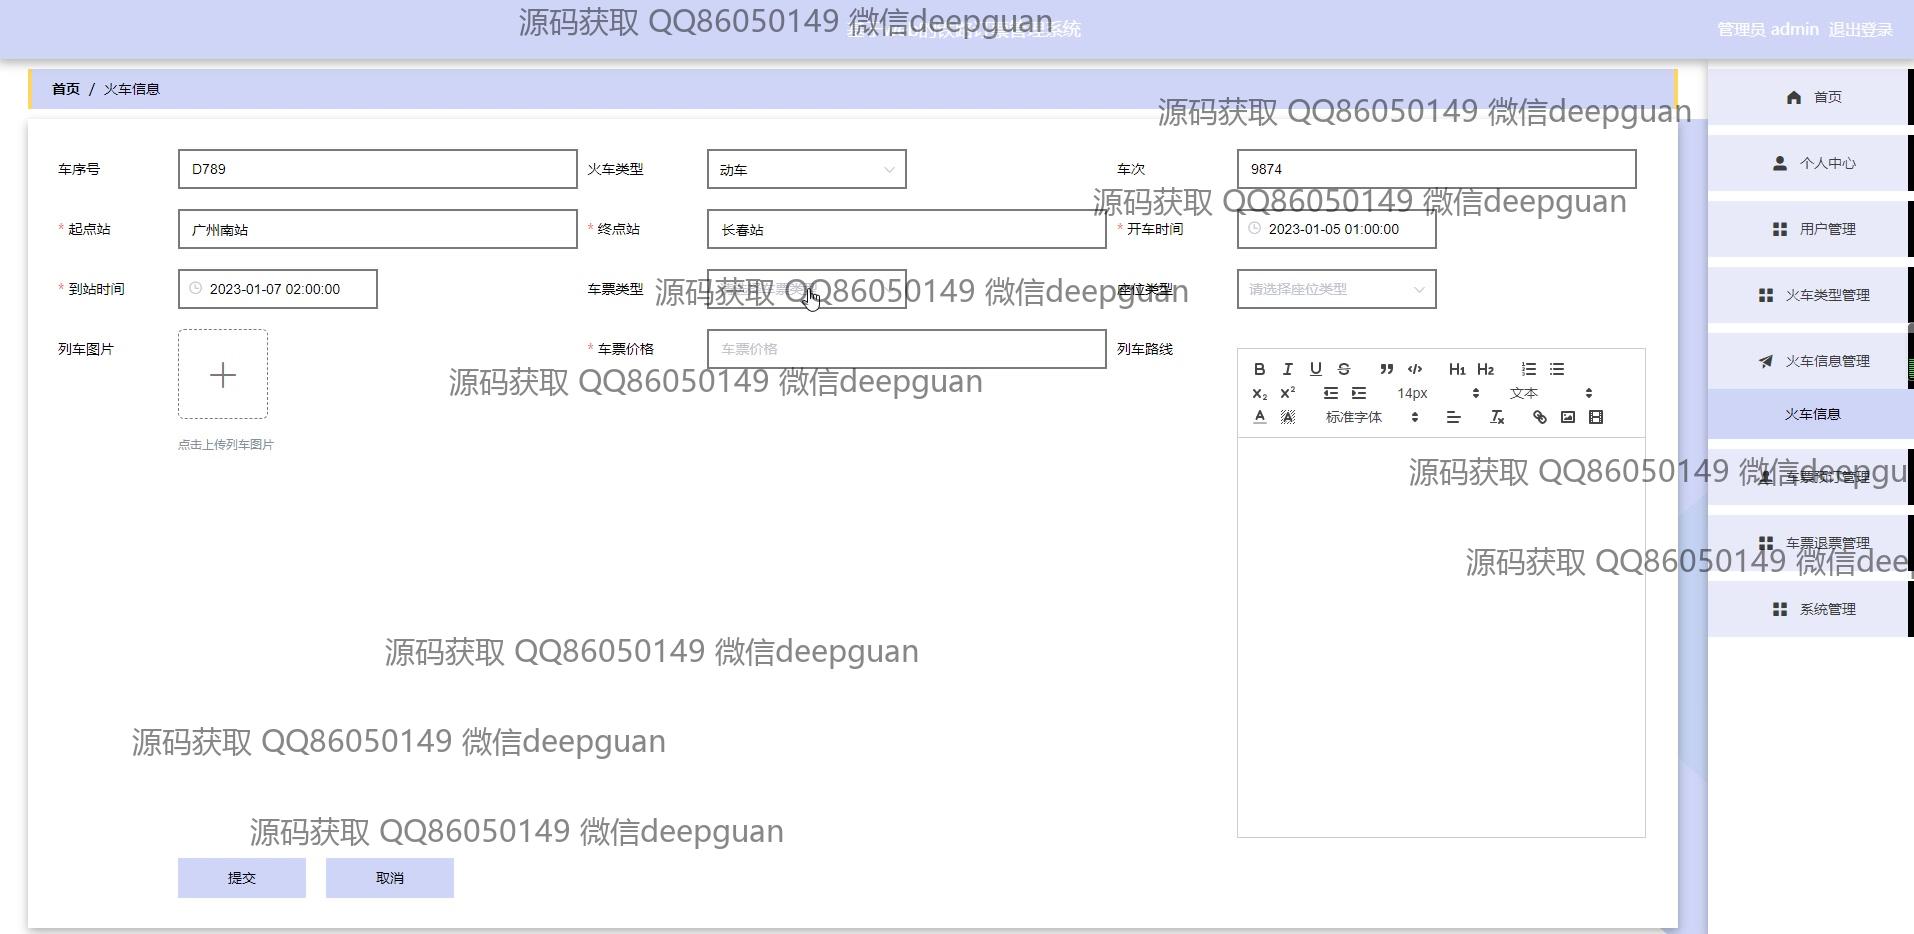 源码获取 QQ86050149 微信deepguan
管理员 admin 退出登录
首页 / 火车信息
源码获取 QQ86050149 微信deepguan
车序号 D789 火车类型 动车 车次 9874
源码获取 QQ86050149 微信deepguan
* 起点站 广州南站 * 终点站 长春站 * 开车时间 2023-01-05 01:00:00
* 到站时间 2023-01-07 02:00:00 车票类型 座位类型 请选择座位类型
源码获取 QQ86050149 微信deepguan
列车图片 * 车票价格 车票价格 列车路线
源码获取 QQ86050149 微信deepguan
点击上传列车图片
B I U S H1 H2
14px 文本
标准字体
源码获取 QQ86050149 微信deepgu
源码获取 QQ86050149 微信dee
源码获取 QQ86050149 微信deepguan
源码获取 QQ86050149 微信deepguan
源码获取 QQ86050149 微信deepguan
提交 取消
首页
个人中心
用户管理
火车类型管理
火车信息管理
火车信息
车票预订管理
车票退票管理
系统管理